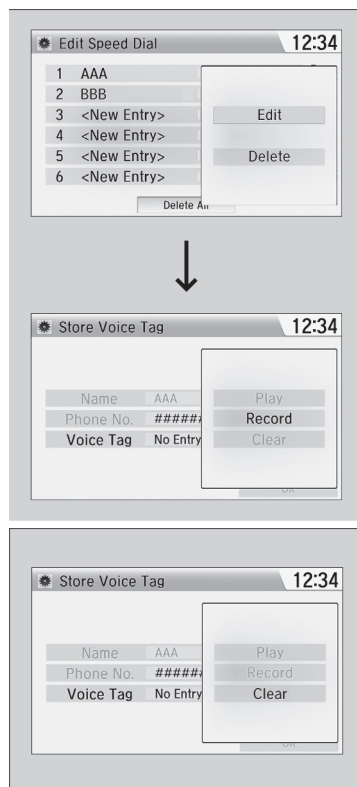 Edit Speed Dial 12:34
1 AAA
2 BBB
3 <New Entry> Edit
4 <New Entry>
5 <New Entry> Delete
6 <New Entry>
Delete All
Store Voice Tag 12:34
Name AAA Play
Phone No. ###### Record
Voice Tag No Entry Clear
OK
Store Voice Tag 12:34
Name AAA Play
Phone No. ###### Record
Voice Tag No Entry Clear
OK